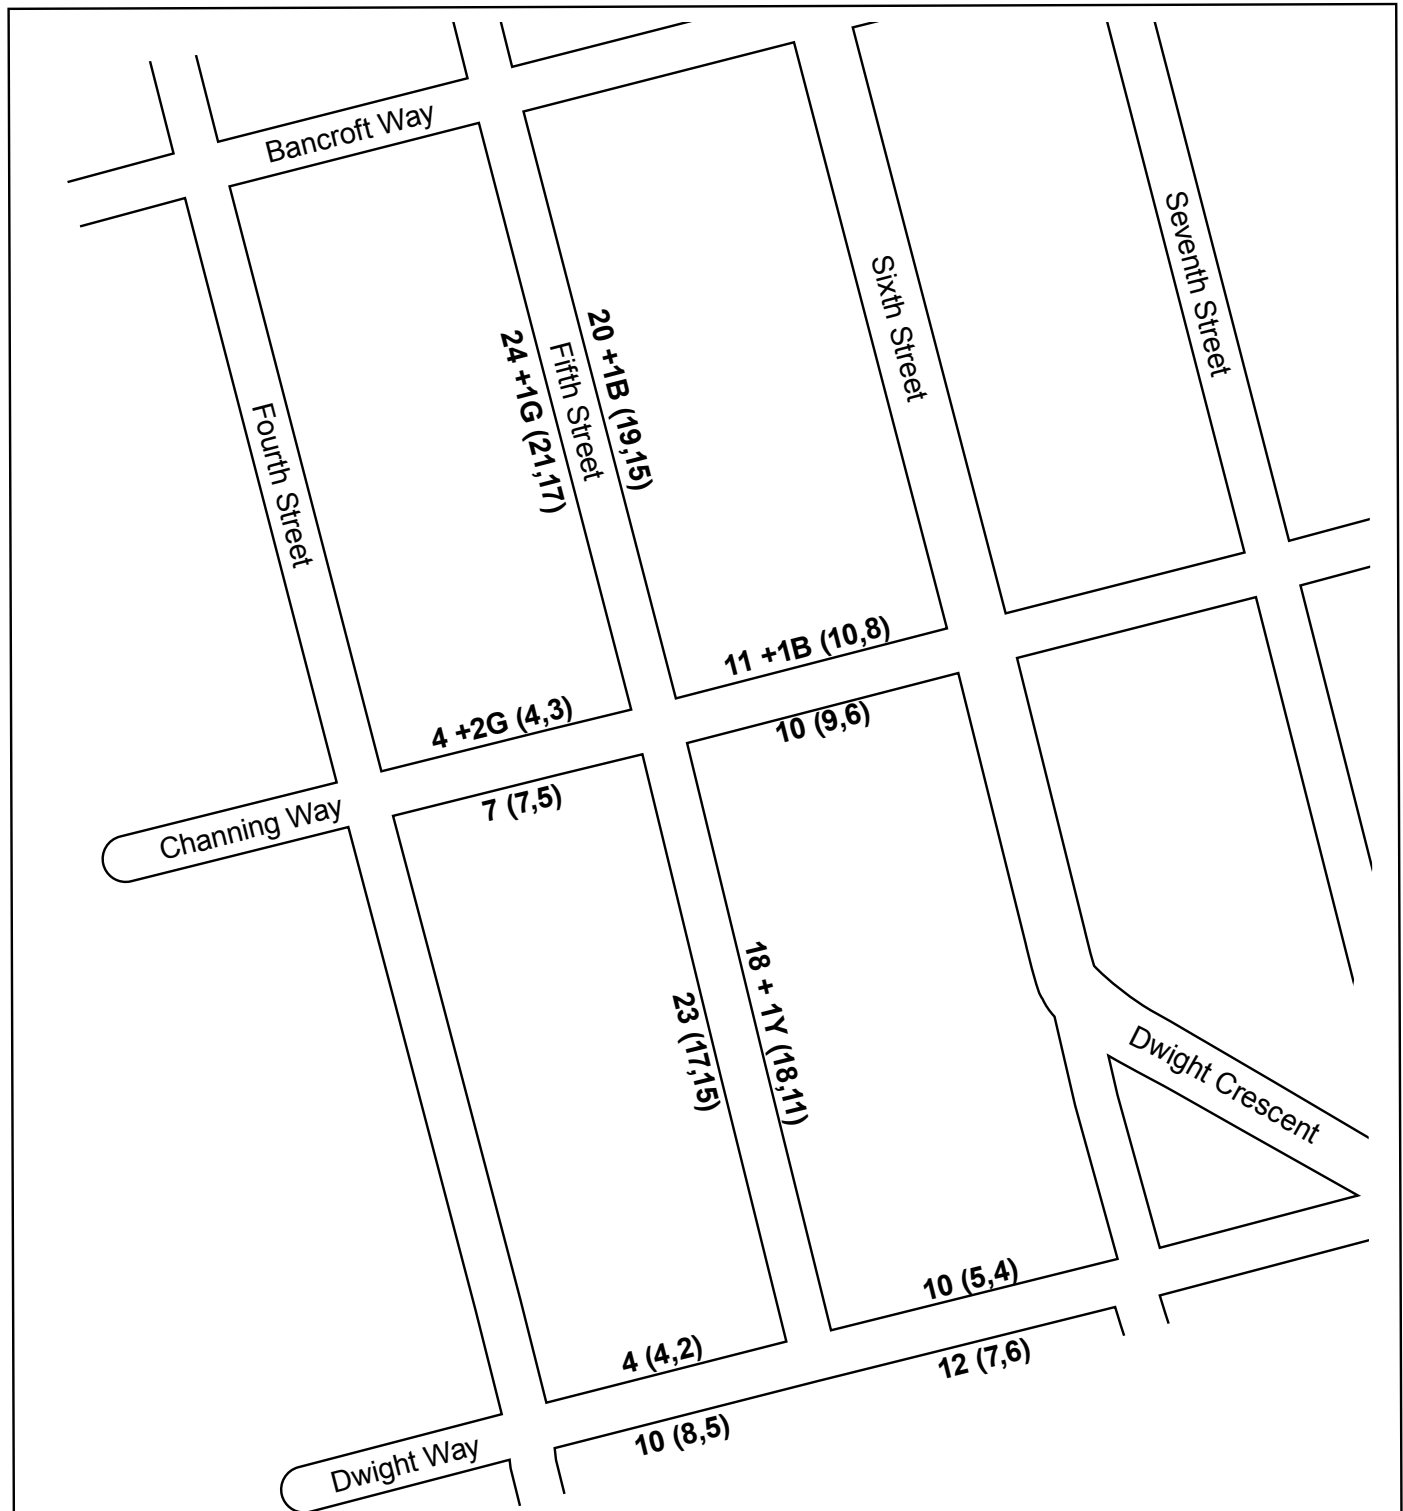 Bancroft Way
Seventh Street
Sixth Street
20 +1B (19,15)
Fifth Street
24 +1G (21,17)
Fourth Street
11 +1B (10,8)
4 +2G (4,3)
10 (9,6)
7 (7,5)
Channing Way
18 + 1Y (18,11)
23 (17,15)
Dwight Crescent
10 (5,4)
4 (4,2)
12 (7,6)
10 (8,5)
Dwight Way